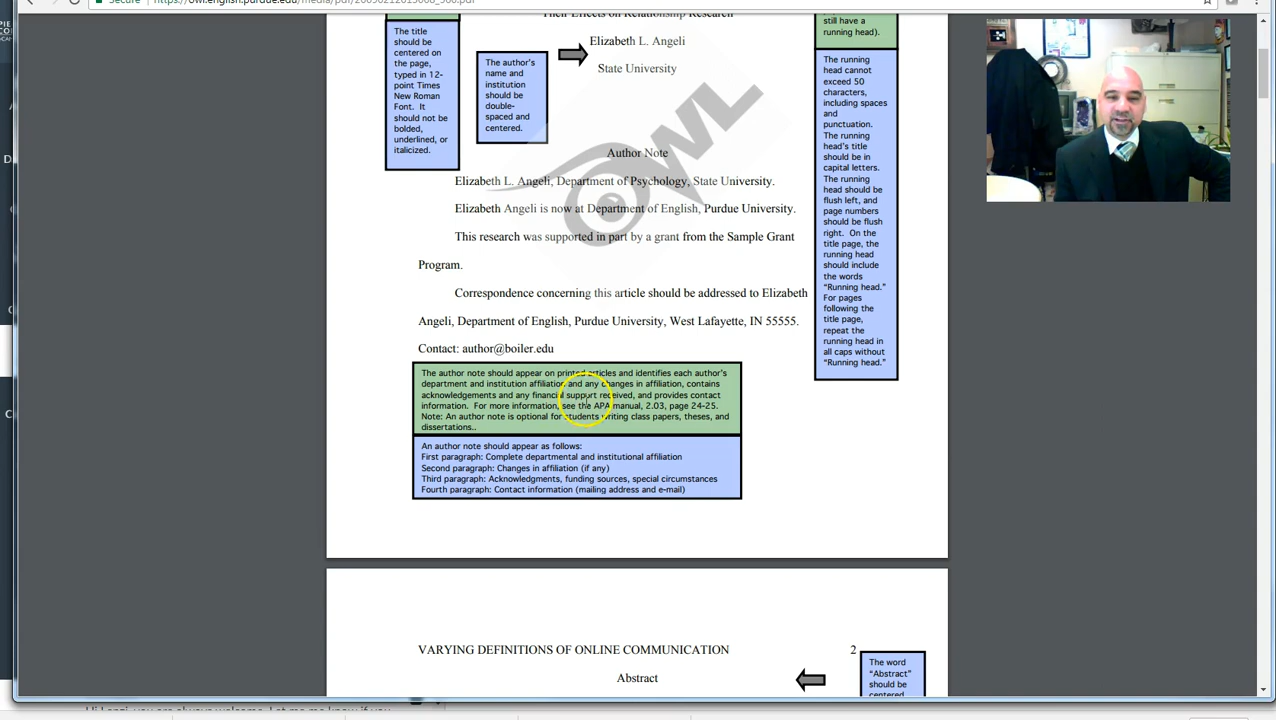 Secure
Their Effects on Relationship Research
Elizabeth L. Angeli
State University
The title
should be
centered on
the page,
typed in 12-
point Times
New Roman
Font. It
should not be
bolded,
underlined, or
italicized.
The author's
name and
institution
should be
double-
spaced and
centered.
still have a
running head).
The running
head cannot
exceed 50
characters,
including spaces
and
punctuation.
The running
head's title
should be in
capital letters.
The running
head should be
flush left, and
page numbers
should be flush
right. On the
title page, the
running head
should include
the words
“Running head.”
For pages
following the
title page,
repeat the
running head in
all caps without
“Running head.”
OWL
Author Note
Elizabeth L. Angeli, Department of Psychology, State University.
Elizabeth Angeli is now at Department of English, Purdue University.
This research was supported in part by a grant from the Sample Grant
Program.
Correspondence concerning this article should be addressed to Elizabeth
Angeli, Department of English, Purdue University, West Lafayette, IN 55555.
Contact: author@boiler.edu
The author note should appear on printed articles and identifies each author's
department and institution affiliation and any changes in affiliation, contains
acknowledgements and any financial support received, and provides contact
information. For more information, see the APA manual, 2.03, page 24-25.
Note: An author note is optional for students writing class papers, theses, and
dissertations..
An author note should appear as follows:
First paragraph: Complete departmental and institutional affiliation
Second paragraph: Changes in affiliation (if any)
Third paragraph: Acknowledgments, funding sources, special circumstances
Fourth paragraph: Contact information (mailing address and e-mail)
VARYING DEFINITIONS OF ONLINE COMMUNICATION 2
Abstract
The word
“Abstract”
should be
centered